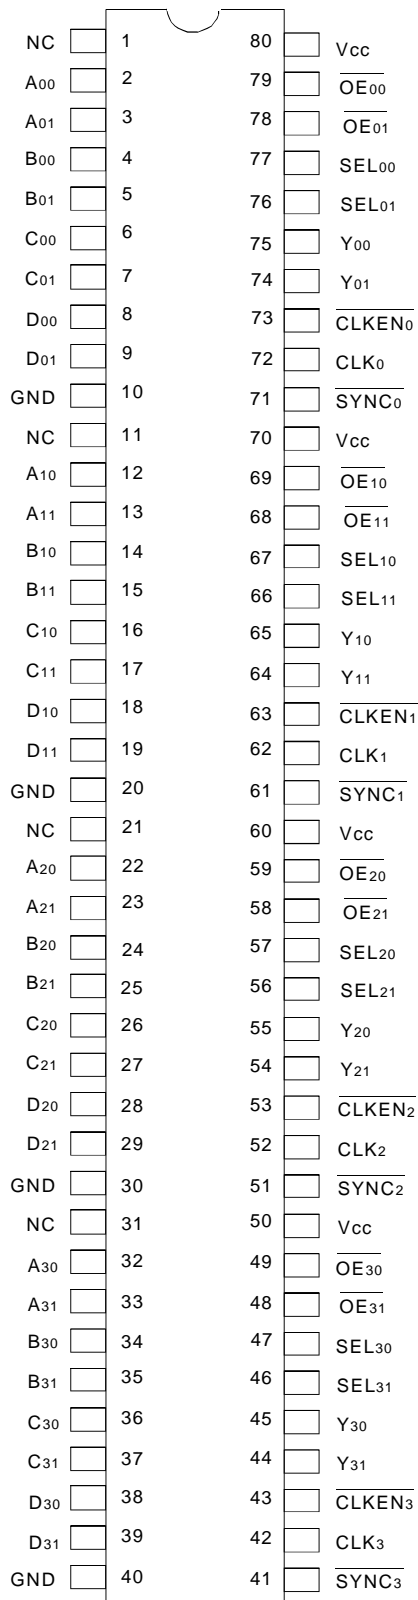 NC 1 80 Vcc
A00 2 79 OE00
A01 3 78 OE01
B00 4 77 SEL00
B01 5 76 SEL01
C00 6 75 Y00
C01 7 74 Y01
D00 8 73 CLKEN0
D01 9 72 CLK0
GND 10 71 SYNC0
NC 11 70 Vcc
A10 12 69 OE10
A11 13 68 OE11
B10 14 67 SEL10
B11 15 66 SEL11
C10 16 65 Y10
C11 17 64 Y11
D10 18 63 CLKEN1
D11 19 62 CLK1
GND 20 61 SYNC1
NC 21 60 Vcc
A20 22 59 OE20
A21 23 58 OE21
B20 24 57 SEL20
B21 25 56 SEL21
C20 26 55 Y20
C21 27 54 Y21
D20 28 53 CLKEN2
D21 29 52 CLK2
GND 30 51 SYNC2
NC 31 50 Vcc
A30 32 49 OE30
A31 33 48 OE31
B30 34 47 SEL30
B31 35 46 SEL31
C30 36 45 Y30
C31 37 44 Y31
D30 38 43 CLKEN3
D31 39 42 CLK3
GND 40 41 SYNC3